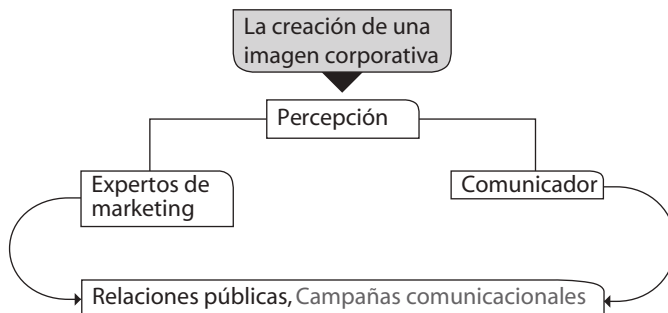 La creación de una
imagen corporativa
Percepción
Expertos de
marketing
Comunicador
Relaciones públicas, Campañas comunicacionales